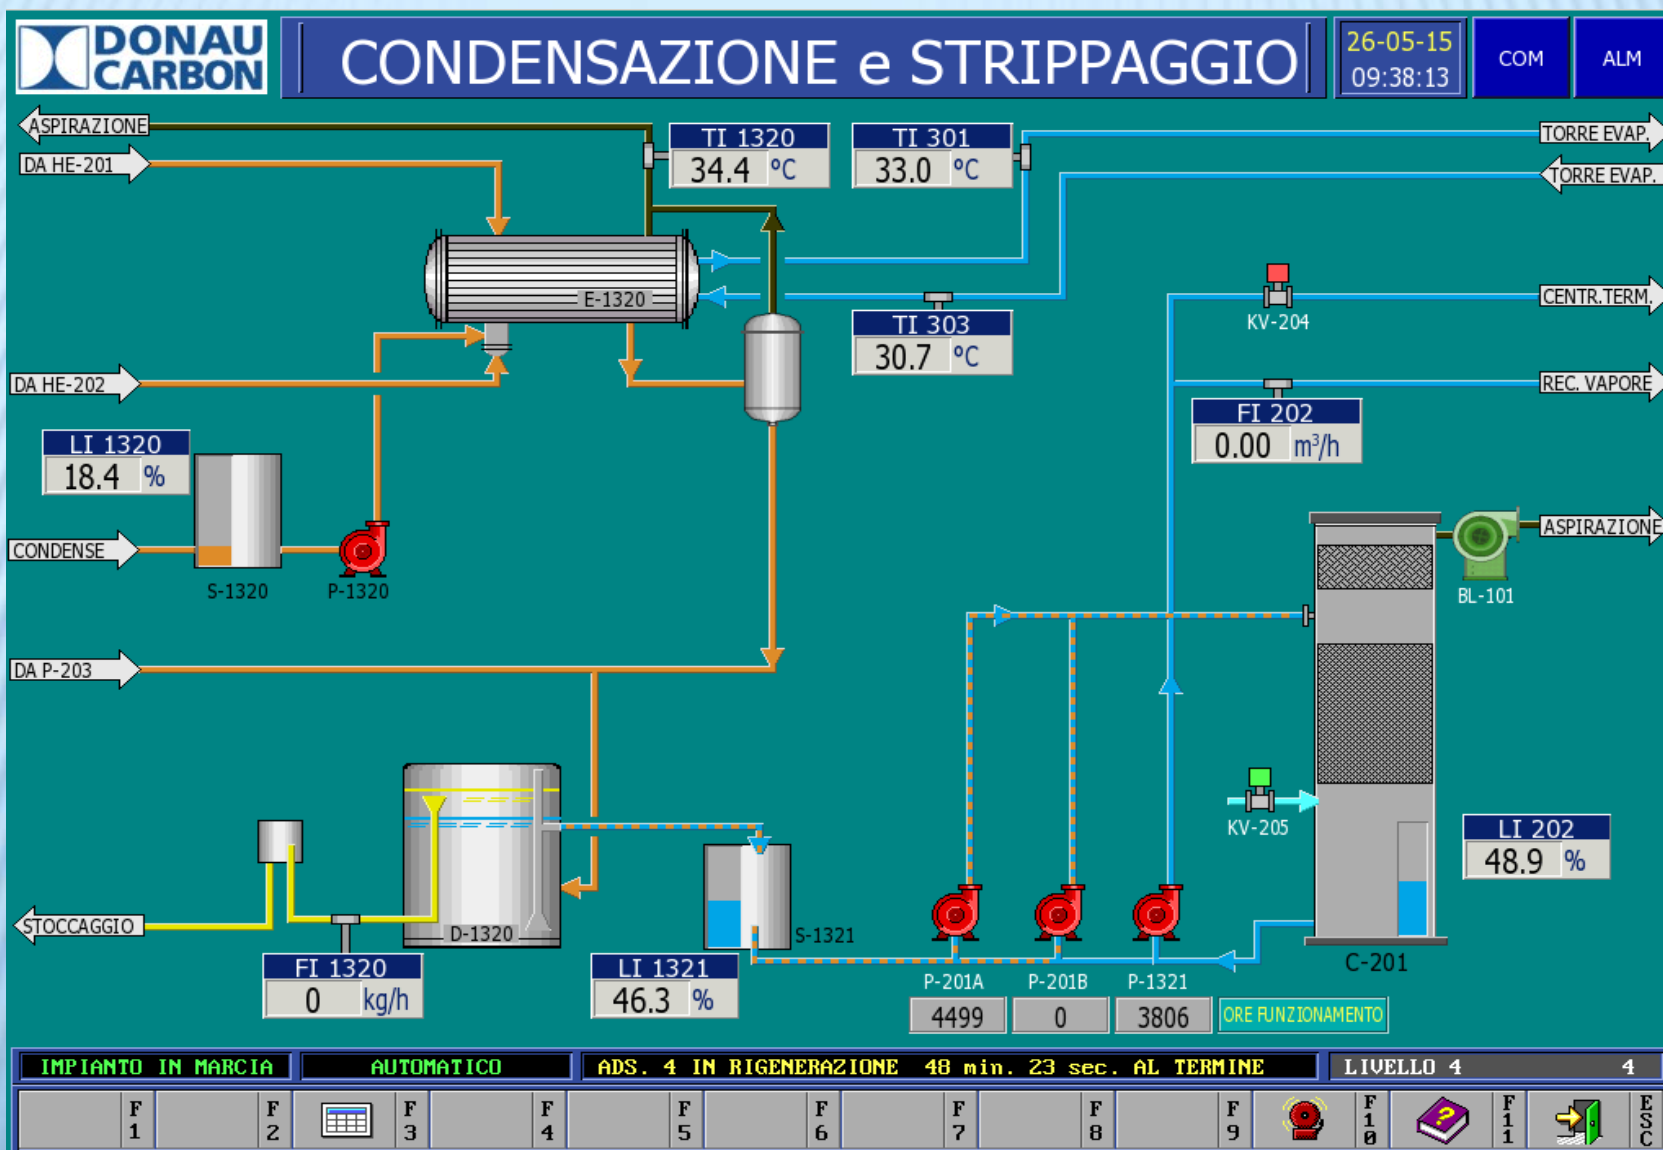 DONAU
CARBON
CONDENSAZIONE e STRIPPAGGIO
26-05-15
09:38:13
COM
ALM
ASPIRAZIONE
DA HE-201
TI 1320
34.4 °C
TI 301
33.0 °C
TORRE EVAP.
TORRE EVAP.
E-1320
TI 303
30.7 °C
KV-204
CENTR.TERM.
DA HE-202
REC. VAPORE
FI 202
0.00 m³/h
LI 1320
18.4 %
CONDENSE
S-1320
P-1320
ASPIRAZIONE
BL-101
DA P-203
KV-205
LI 202
48.9 %
STOCCAGGIO
D-1320
S-1321
C-201
FI 1320
0 kg/h
LI 1321
46.3 %
P-201A
P-201B
P-1321
4499
0
3806
ORE FUNZIONAMENTO
IMPIANTO IN MARCIA
AUTOMATICO
ADS. 4 IN RIGENERAZIONE 48 min. 23 sec. AL TERMINE
LIVELLO 4
4
F1
F2
F3
F4
F5
F6
F7
F8
F9
F10
?
F11
ESC